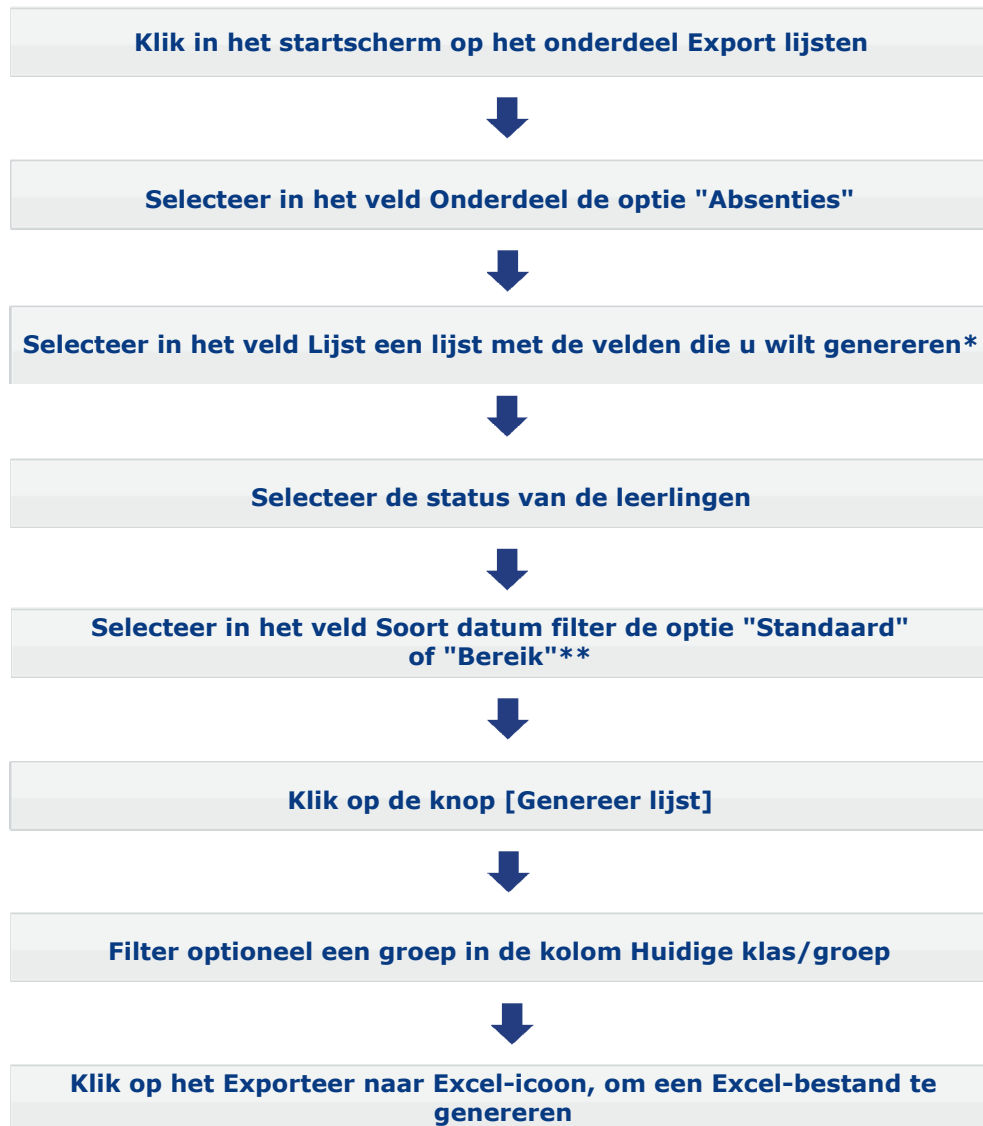 Klik in het startscherm op het onderdeel Export lijsten
Selecteer in het veld Onderdeel de optie "Absenties"
Selecteer in het veld Lijst een lijst met de velden die u wilt genereren*
Selecteer de status van de leerlingen
Selecteer in het veld Soort datum filter de optie "Standaard"
of "Bereik"**
Klik op de knop [Genereer lijst]
Filter optioneel een groep in de kolom Huidige klas/groep
Klik op het Exporteer naar Excel-icoon, om een Excel-bestand te
genereren